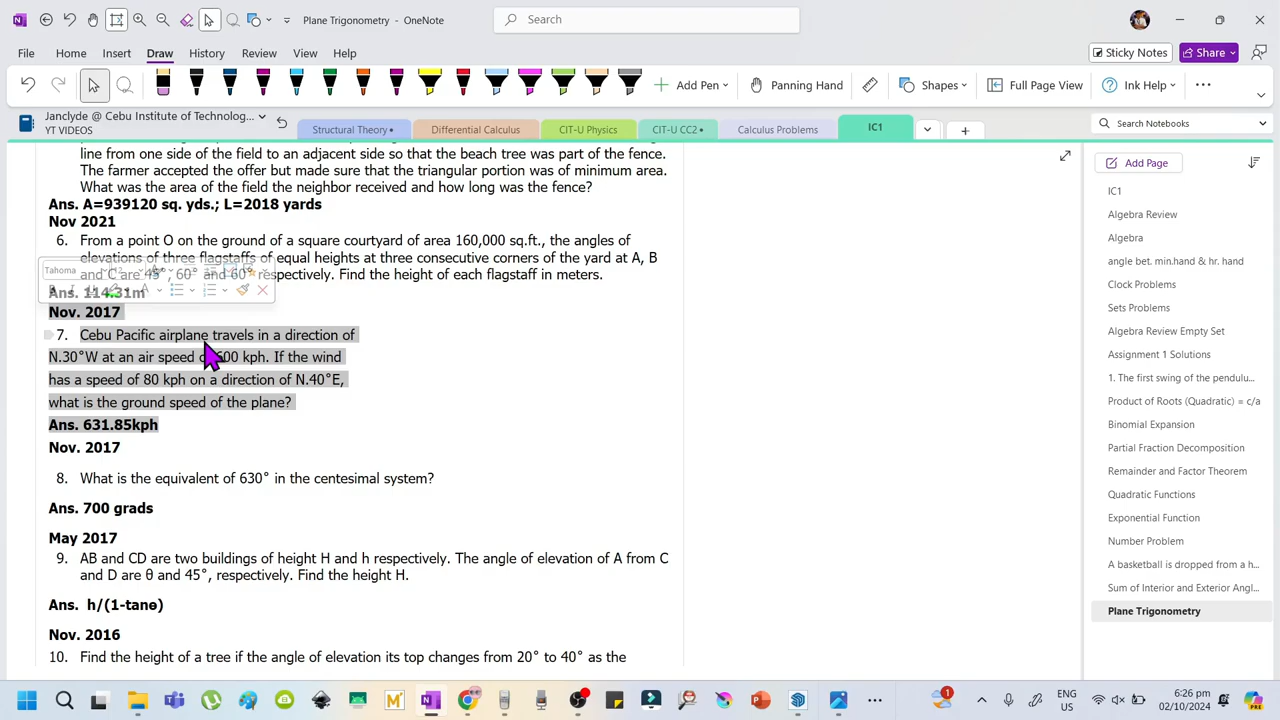 Plane Trigonometry - OneNote
Search
File Home Insert Draw History Review View Help
Sticky Notes
Share
Add Pen
Panning Hand
Shapes
Full Page View
Ink Help
Janclyde @ Cebu Institute of Technolog...
YT VIDEOS
Structural Theory
Differential Calculus
CIT-U Physics
CIT-U CC2
Calculus Problems
IC1
Search Notebooks
line from one side of the field to an adjacent side so that the beach tree was part of the fence.
The farmer accepted the offer but made sure that the triangular portion was of minimum area.
What was the area of the field the neighbor received and how long was the fence?
Ans. A=939120 sq. yds.; L=2018 yards
Nov 2021
6. From a point O on the ground of a square courtyard of area 160,000 sq.ft., the angles of
elevations of three flagstaffs of equal heights at three consecutive corners of the yard at A, B
and C are 45°, 60° and 60° respectively. Find the height of each flagstaff in meters.
Tahoma
Ans. 114.31m
Nov. 2017
7. Cebu Pacific airplane travels in a direction of
N.30°W at an air speed 600 kph. If the wind
has a speed of 80 kph on a direction of N.40°E,
what is the ground speed of the plane?
Ans. 631.85kph
Nov. 2017
8. What is the equivalent of 630° in the centesimal system?
Ans. 700 grads
May 2017
9. AB and CD are two buildings of height H and h respectively. The angle of elevation of A from C
and D are θ and 45°, respectively. Find the height H.
Ans. h/(1-tanɵ)
Nov. 2016
10. Find the height of a tree if the angle of elevation its top changes from 20° to 40° as the
Add Page
IC1
Algebra Review
Algebra
angle bet. min.hand & hr. hand
Clock Problems
Sets Problems
Algebra Review Empty Set
Assignment 1 Solutions
1. The first swing of the pendulu...
Product of Roots (Quadratic) = c/a
Binomial Expansion
Partial Fraction Decomposition
Remainder and Factor Theorem
Quadratic Functions
Exponential Function
Number Problem
A basketball is dropped from a h...
Sum of Interior and Exterior Angl...
Plane Trigonometry
1
ENG
US
6:26 pm
02/10/2024